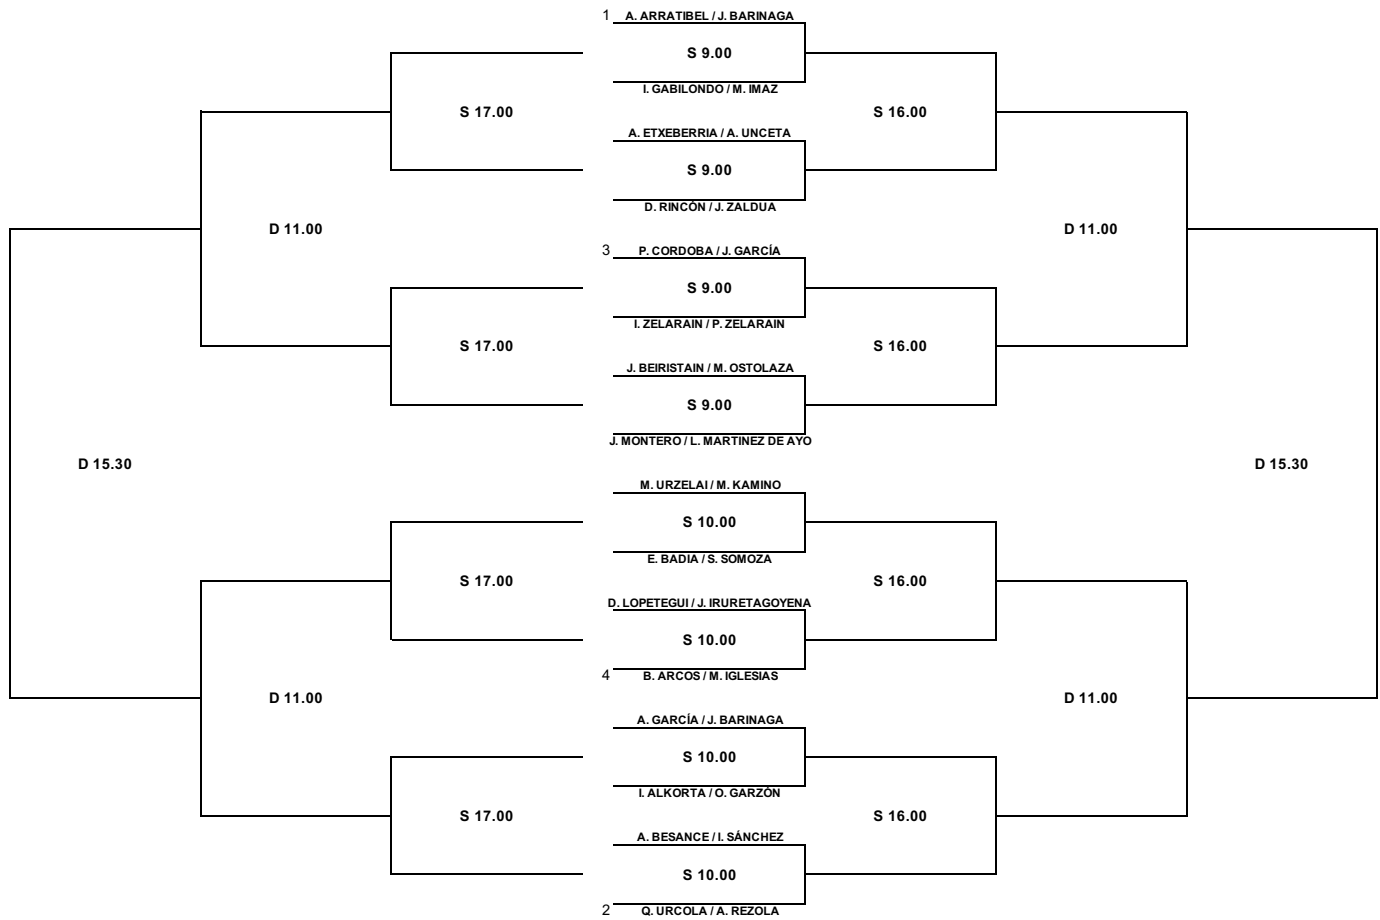 1 A. ARRATIBEL / J. BARINAGA
S 9.00
I. GABILONDO / M. IMAZ
S 17.00
S 16.00
A. ETXEBERRIA / A. UNCETA
S 9.00
D. RINCÓN / J. ZALDUA
D 11.00
D 11.00
3 P. CORDOBA / J. GARCÍA
S 9.00
I. ZELARAIN / P. ZELARAIN
S 17.00
S 16.00
J. BEIRISTAIN / M. OSTOLAZA
S 9.00
J. MONTERO / L. MARTINEZ DE AYO
D 15.30
D 15.30
M. URZELAI / M. KAMINO
S 10.00
E. BADIA / S. SOMOZA
S 17.00
S 16.00
D. LOPETEGUI / J. IRURETAGOYENA
S 10.00
4 B. ARCOS / M. IGLESIAS
D 11.00
D 11.00
A. GARCÍA / J. BARINAGA
S 10.00
I. ALKORTA / O. GARZÓN
S 17.00
S 16.00
A. BESANCE / I. SÁNCHEZ
S 10.00
2 Q. URCOLA / A. REZOLA